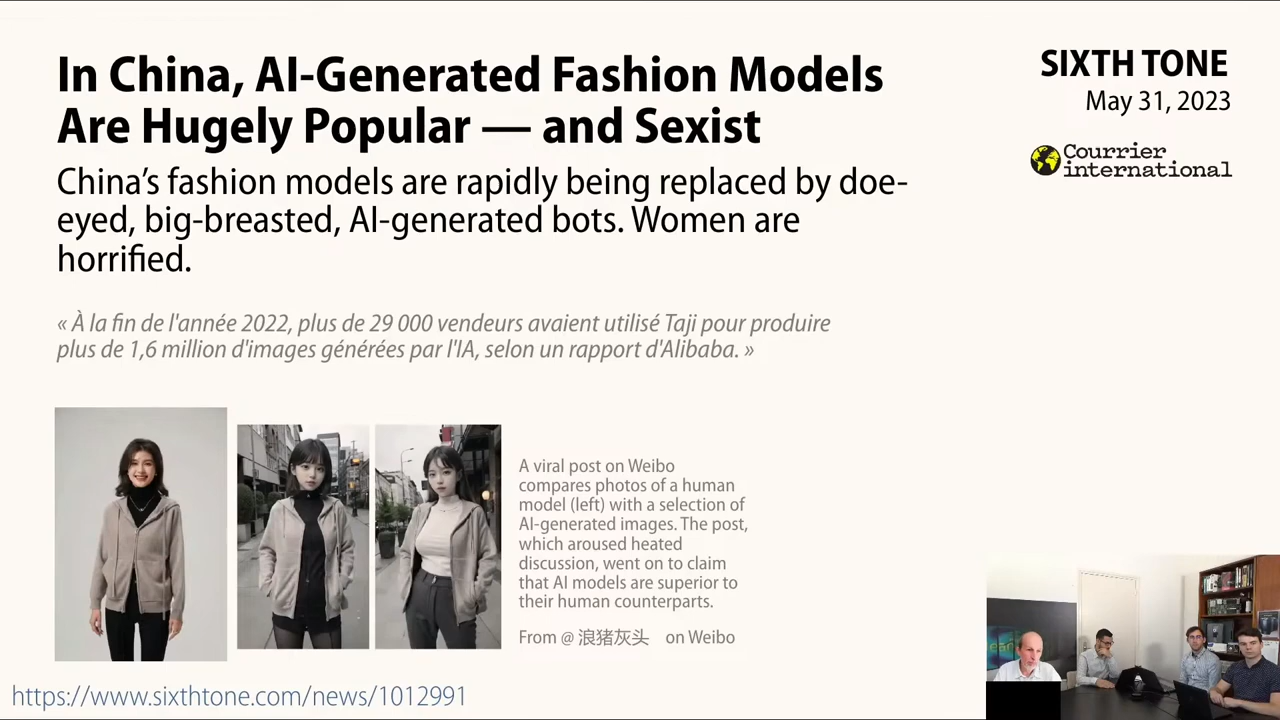 In China, AI-Generated Fashion Models
Are Hugely Popular — and Sexist
SIXTH TONE
May 31, 2023
Courrier
international
China’s fashion models are rapidly being replaced by doe-
eyed, big-breasted, AI-generated bots. Women are
horrified.
« À la fin de l'année 2022, plus de 29 000 vendeurs avaient utilisé Taji pour produire
plus de 1,6 million d'images générées par l'IA, selon un rapport d'Alibaba. »
A viral post on Weibo
compares photos of a human
model (left) with a selection of
AI-generated images. The post,
which aroused heated
discussion, went on to claim
that AI models are superior to
their human counterparts.
From @ 浪猪灰头 on Weibo
https://www.sixthtone.com/news/1012991